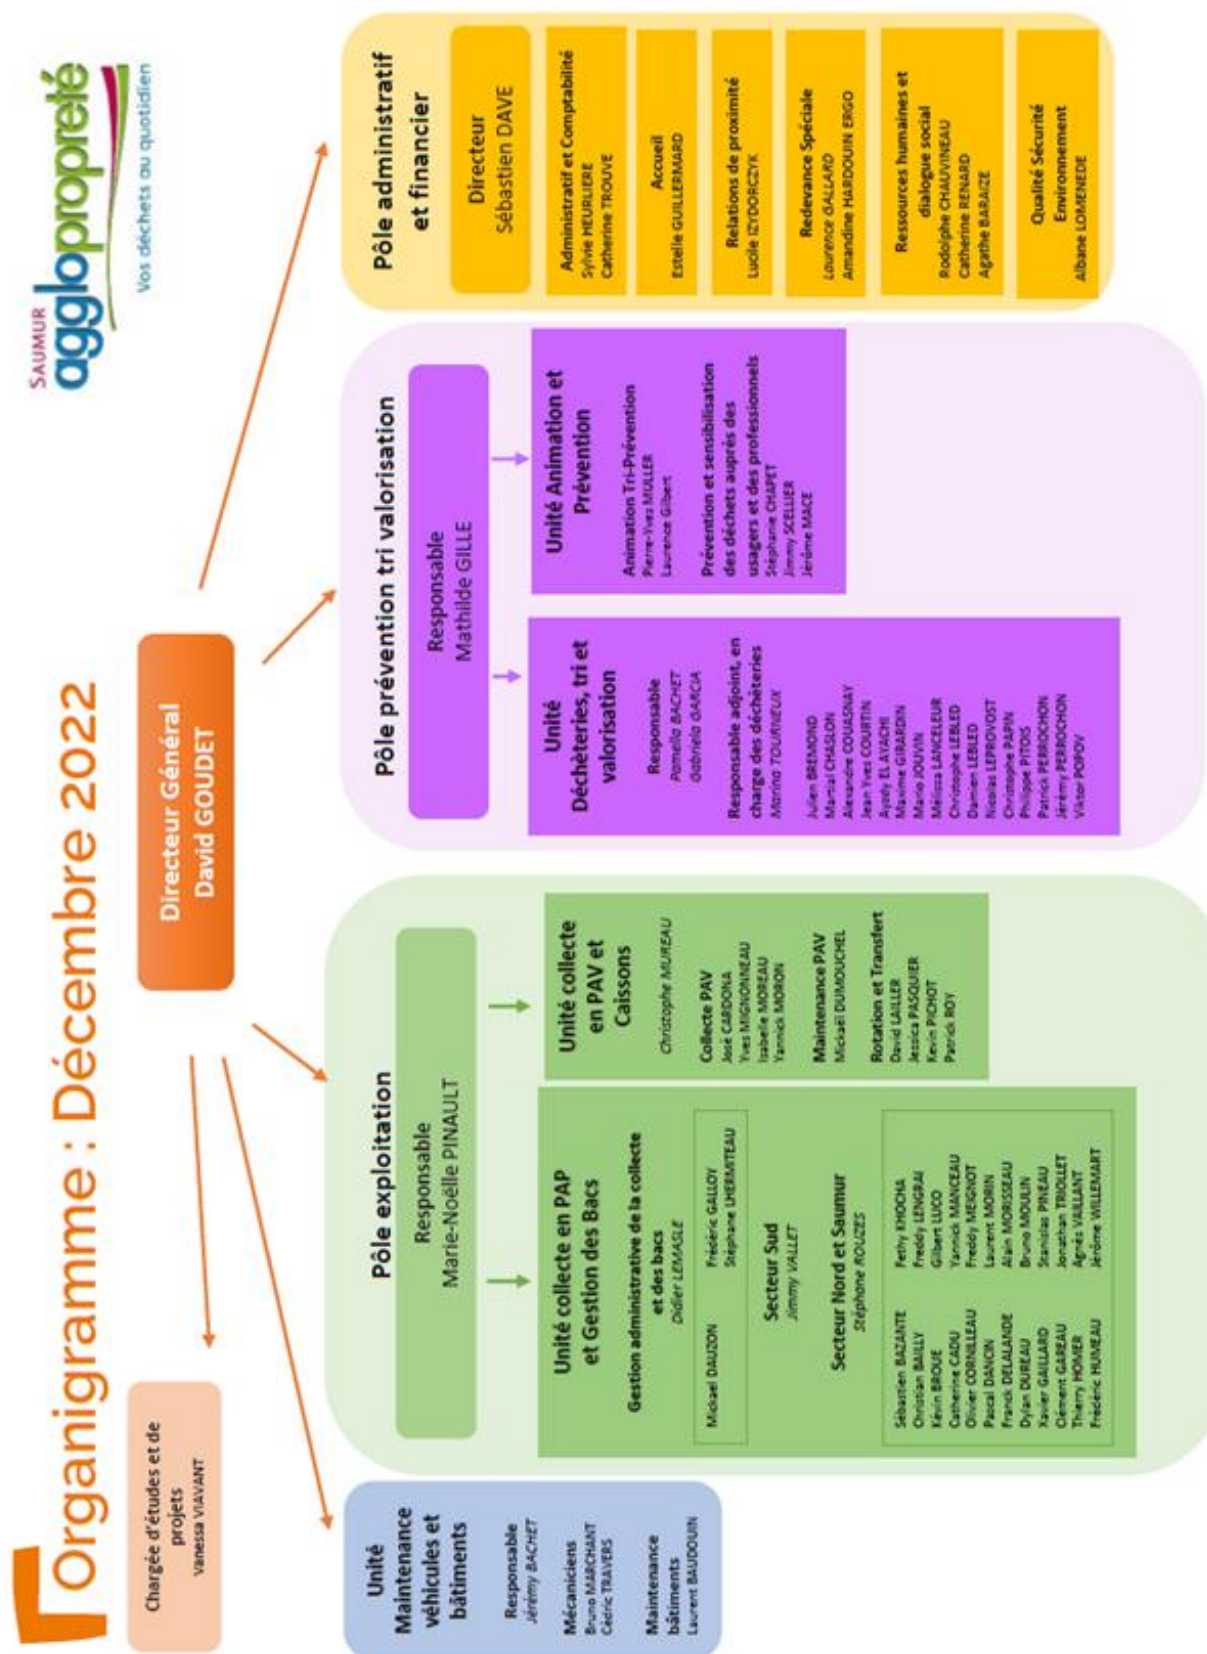 Organigramme : Décembre 2022
SAUMUR
agglopropreté
Vos déchets au quotidien
Directeur Général
David GOUDET
Chargée d'études et de
projets
Vanessa VIAVANT
Unité
Maintenance
véhicules et
bâtiments
Responsable
Jérémy BACHET
Mécaniciens
Bruno MARCHANT
Cédric TRAVERS
Maintenance
bâtiments
Laurent BAUDOUIN
Pôle exploitation
Responsable
Marie-Noëlle PINAULT
Unité collecte en PAP
et Gestion des Bacs
Gestion administrative de la collecte
et des bacs
Didier LEMASLE
Mickael DAUZON
Frédéric GALLOY
Stéphane LHERMITEAU
Secteur Sud
Jimmy VALLET
Secteur Nord et Saumur
Stéphane ROUZES
Sébastien BAZANTE
Christian BAILLY
Kévin BROUE
Catherine CADU
Olivier CORNILLEAU
Pascal DANCIN
Franck DELALANDE
Dylan DUREAU
Xavier GAILLARD
Clément GAREAU
Thierry HOMER
Frédéric HUMEAU
Fethy KHOCHA
Freddy LENGRAI
Gilbert LUCO
Yannick MANCEAU
Freddy MEIGNOT
Laurent MORIN
Alain MORISSEAU
Bruno MOULIN
Stanislas PINEAU
Jonathan TRIOLLET
Agnès VAILLANT
Jérôme WILLEMART
Unité collecte
en PAV et
Caissons
Christophe MUREAU
Collecte PAV
José CARDONA
Yves MIGNONNEAU
Isabelle MOREAU
Yannick MORON
Maintenance PAV
Mickaël DUMOUCHEL
Rotation et Transfert
David LAILLER
Jessica PASQUIER
Kevin PICHOT
Patrick ROY
Pôle prévention tri valorisation
Responsable
Mathilde GILLE
Unité
Déchèteries, tri et
valorisation
Responsable
Pamella BACHET
Gabriela GARCIA
Responsable adjoint, en
charge des déchèteries
Marina TOURNEUX
Julien BREMOND
Martial CHASLON
Alexandre COUASNAY
Jean Yves COURTIN
Ayady EL AYACHI
Maxime GIRARDIN
Mario JOUVIN
Mélissa LANCELEUR
Christophe LEBLED
Damien LEBLED
Nicolas LEPROVOST
Christophe PAPIN
Philippe PITOIS
Patrick PERROCHON
Jérémy PERROCHON
Viktor POPOV
Unité Animation et
Prévention
Animation Tri-Prévention
Pierre-Yves MULLER
Laurence Gilbert
Prévention et sensibilisation
des déchets auprès des
usagers et des professionnels
Stéphanie CHAPET
Jimmy SCELLIER
Jérôme MACE
Pôle administratif
et financier
Directeur
Sébastien DAVE
Administratif et Comptabilité
Sylvie HEURLIERE
Catherine TROUVE
Accueil
Estelle GUILLERMARD
Relations de proximité
Lucile IZYDORCZYK
Redevance Spéciale
Laurence GALLARD
Amandine HARDOUIN ERGO
Ressources humaines et
dialogue social
Rodolphe CHAUVINEAU
Catherine RENARD
Agathe BARAIZE
Qualité Sécurité
Environnement
Albane LOMENEDE